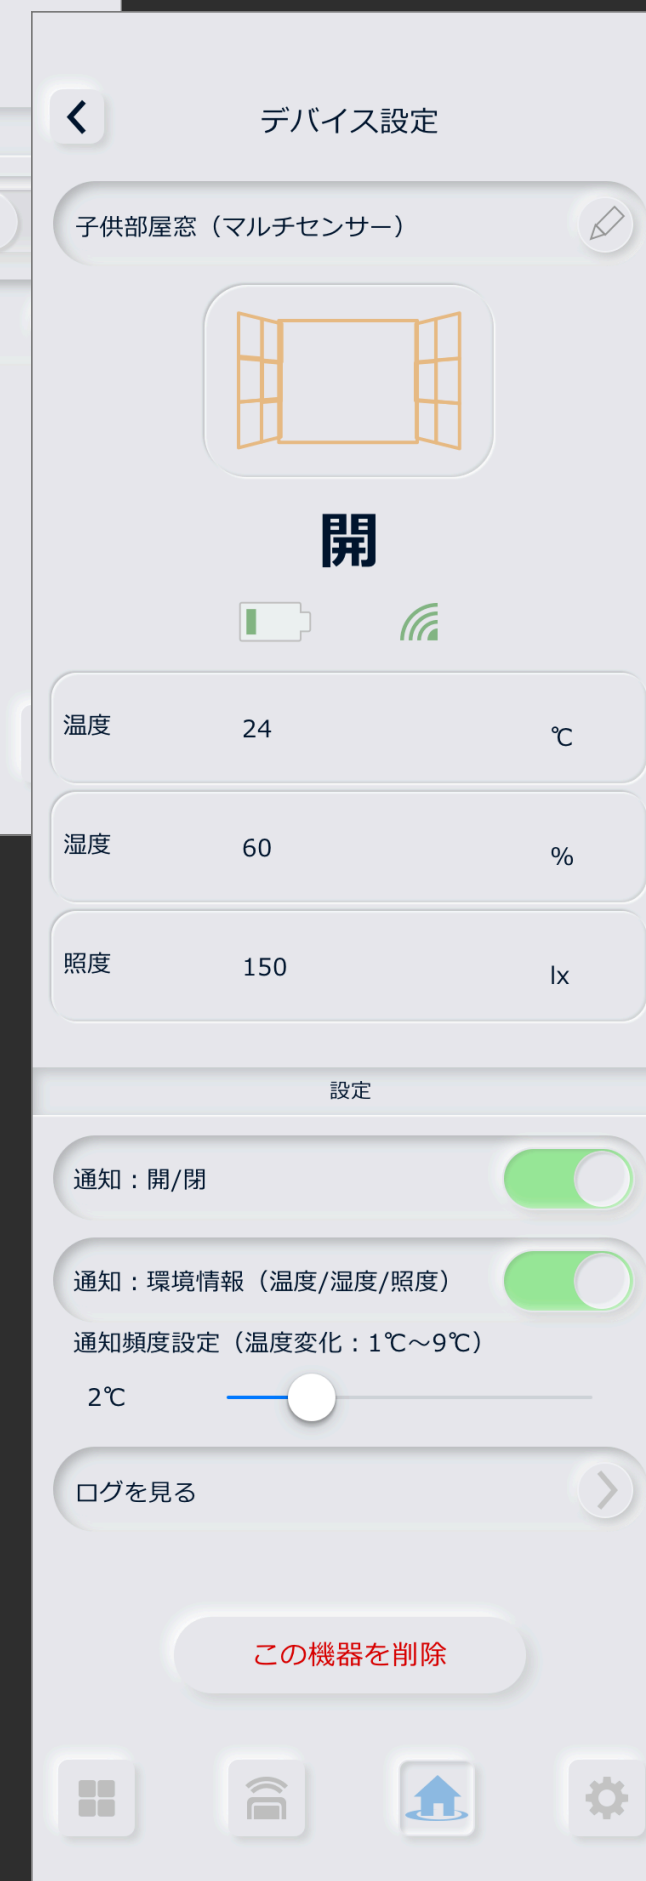 デバイス設定
子供部屋窓（マルチセンサー）
開
温度 24 ℃
湿度 60 %
照度 150 lx
設定
通知：開/閉
通知：環境情報（温度/湿度/照度）
通知頻度設定（温度変化：1℃～9℃）
2℃
ログを見る
この機器を削除